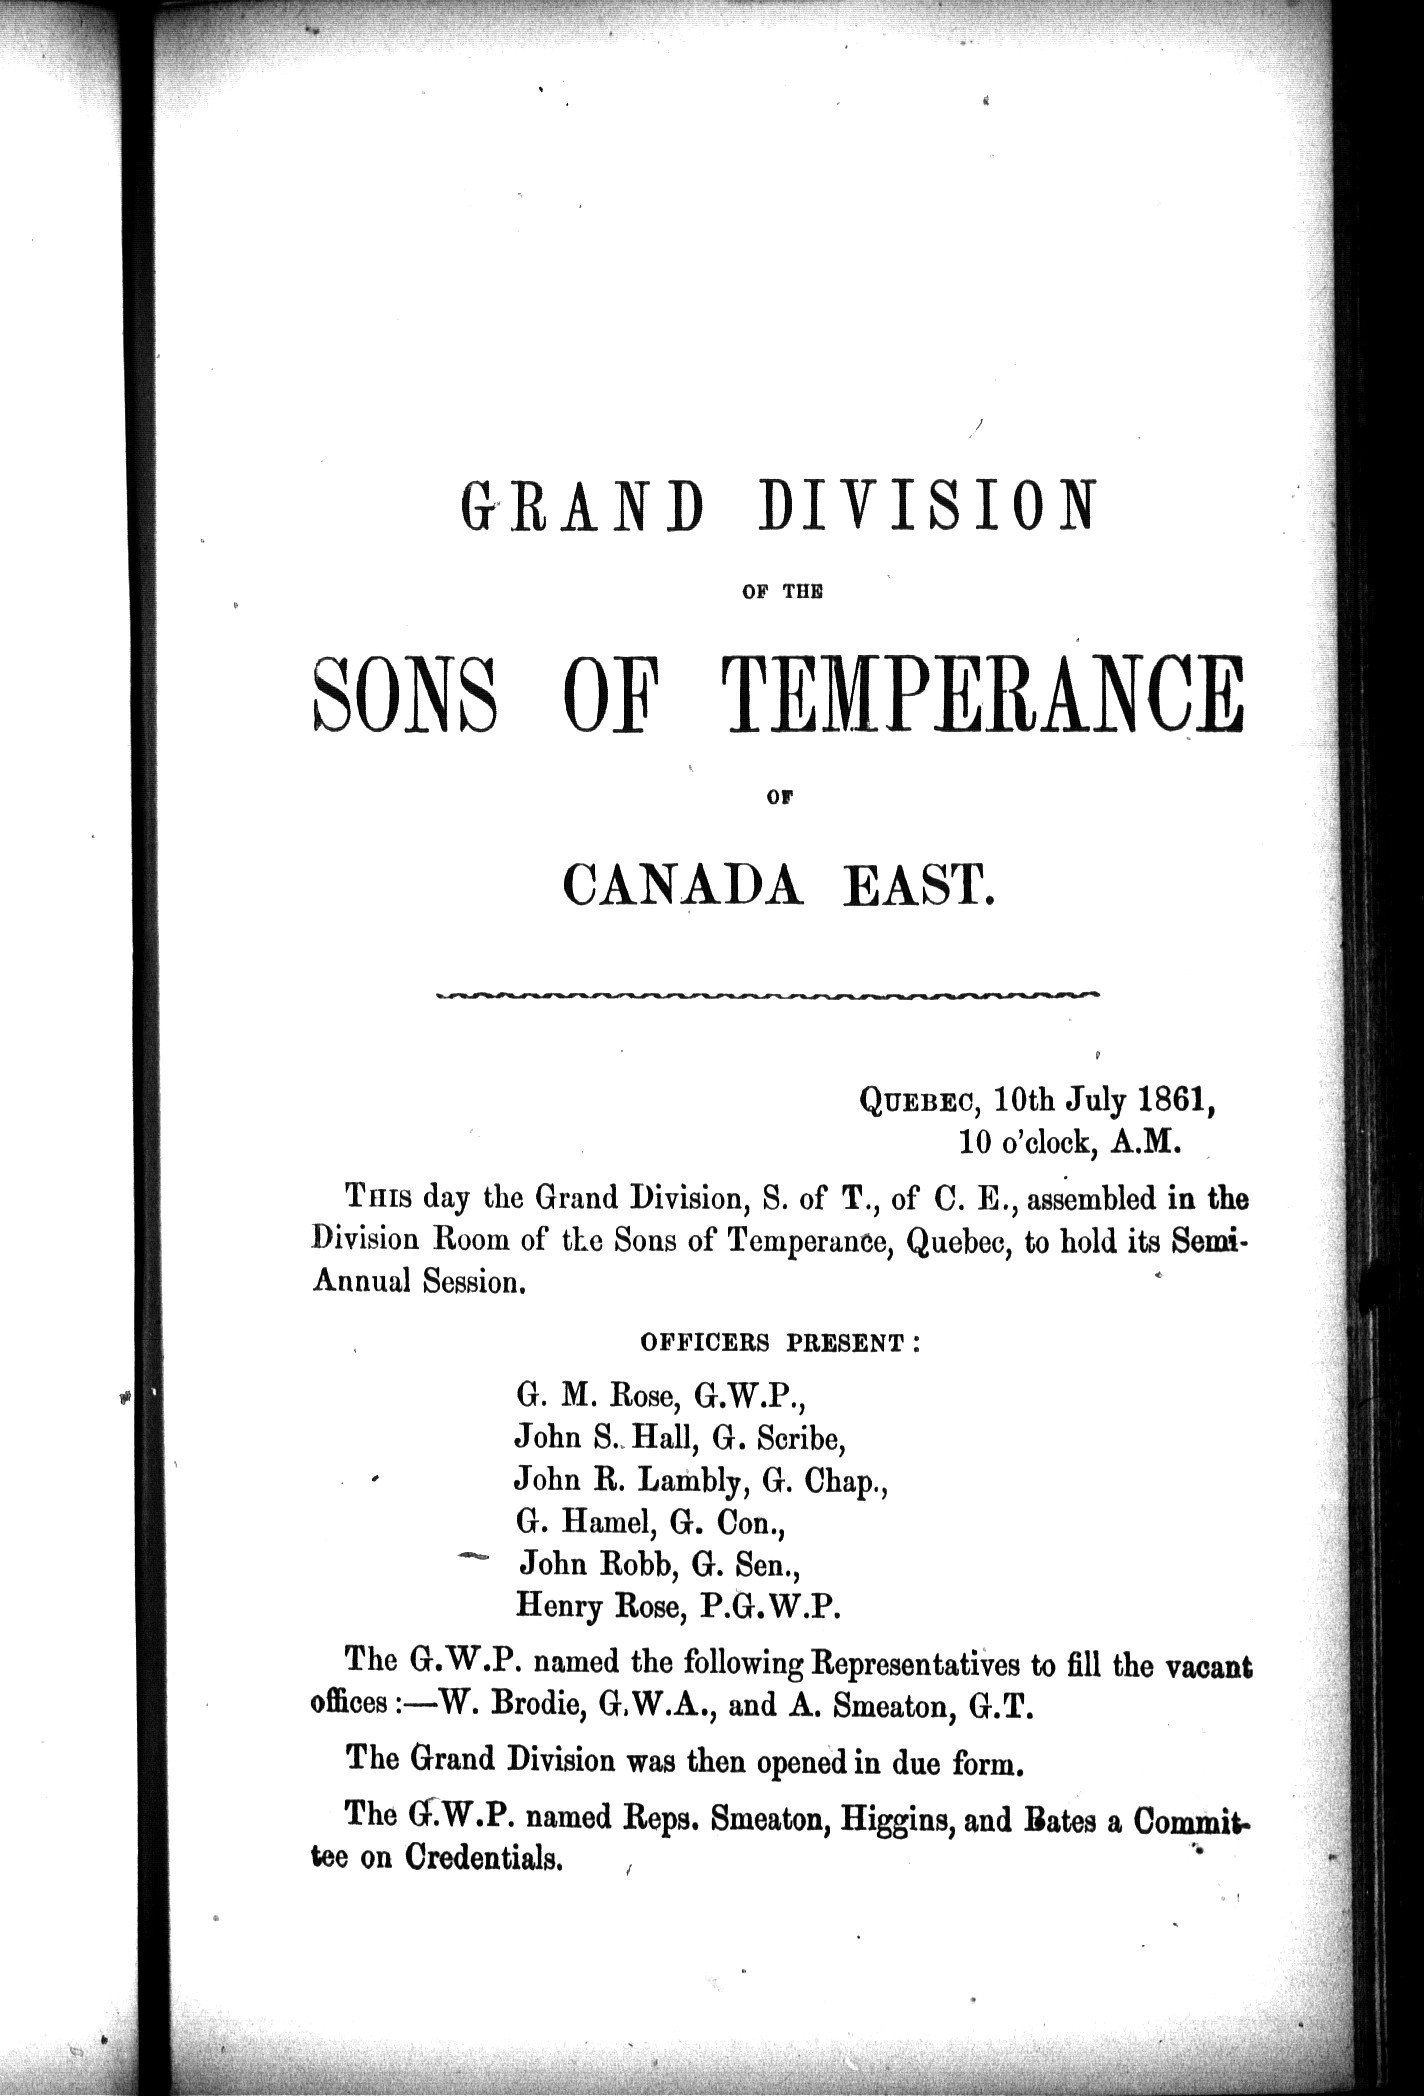 GRAND DIVISION
OF THE
SONS OF TEMPERANCE
OF
CANADA EAST.
QUEBEC, 10th July 1861,
10 o'clock, A.M.
THIS day the Grand Division, S. of T., of C. E., assembled in the
Division Room of the Sons of Temperance, Quebec, to hold its Semi-
Annual Session.
OFFICERS PRESENT:
G. M. Rose, G.W.P.,
John S. Hall, G. Scribe,
John R. Lambly, G. Chap.,
G. Hamel, G. Con.,
John Robb, G. Sen.,
Henry Rose, P.G.W.P.
The G.W.P. named the following Representatives to fill the vacant
offices:—W. Brodie, G.W.A., and A. Smeaton, G.T.
The Grand Division was then opened in due form.
The G.W.P. named Reps. Smeaton, Higgins, and Bates a Commit-
tee on Credentials.